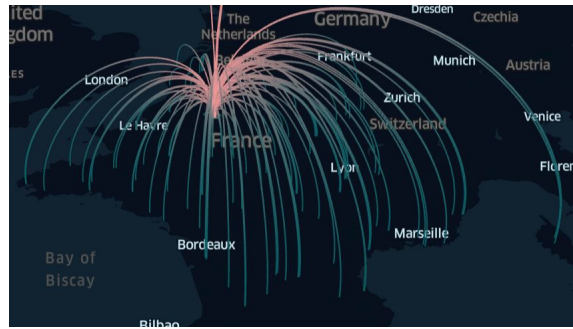 ited
gdom
The
Netherlands
Germany
Dresden
Czechia
ES
London
Frankfurt
Munich
Austria
Le Havre
Zurich
Switzerland
Venice
France
Lyon
Floren
Marseille
Bordeaux
Bay of
Biscay
Bilbao